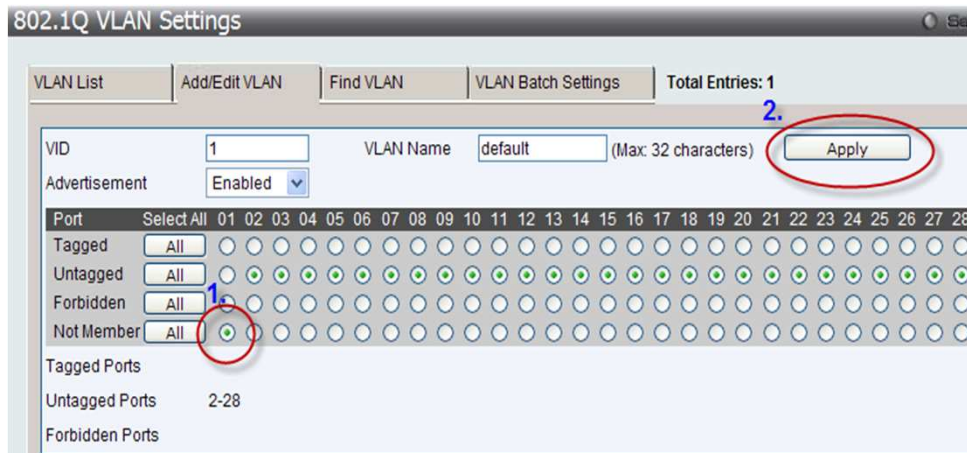 802.1Q VLAN Settings
VLAN List Add/Edit VLAN Find VLAN VLAN Batch Settings Total Entries: 1
2.
VID 1 VLAN Name default (Max: 32 characters) Apply
Advertisement Enabled
Port Select All 01 02 03 04 05 06 07 08 09 10 11 12 13 14 15 16 17 18 19 20 21 22 23 24 25 26 27 28
Tagged All
Untagged All
Forbidden All
1.
Not Member All
Tagged Ports
Untagged Ports 2-28
Forbidden Ports